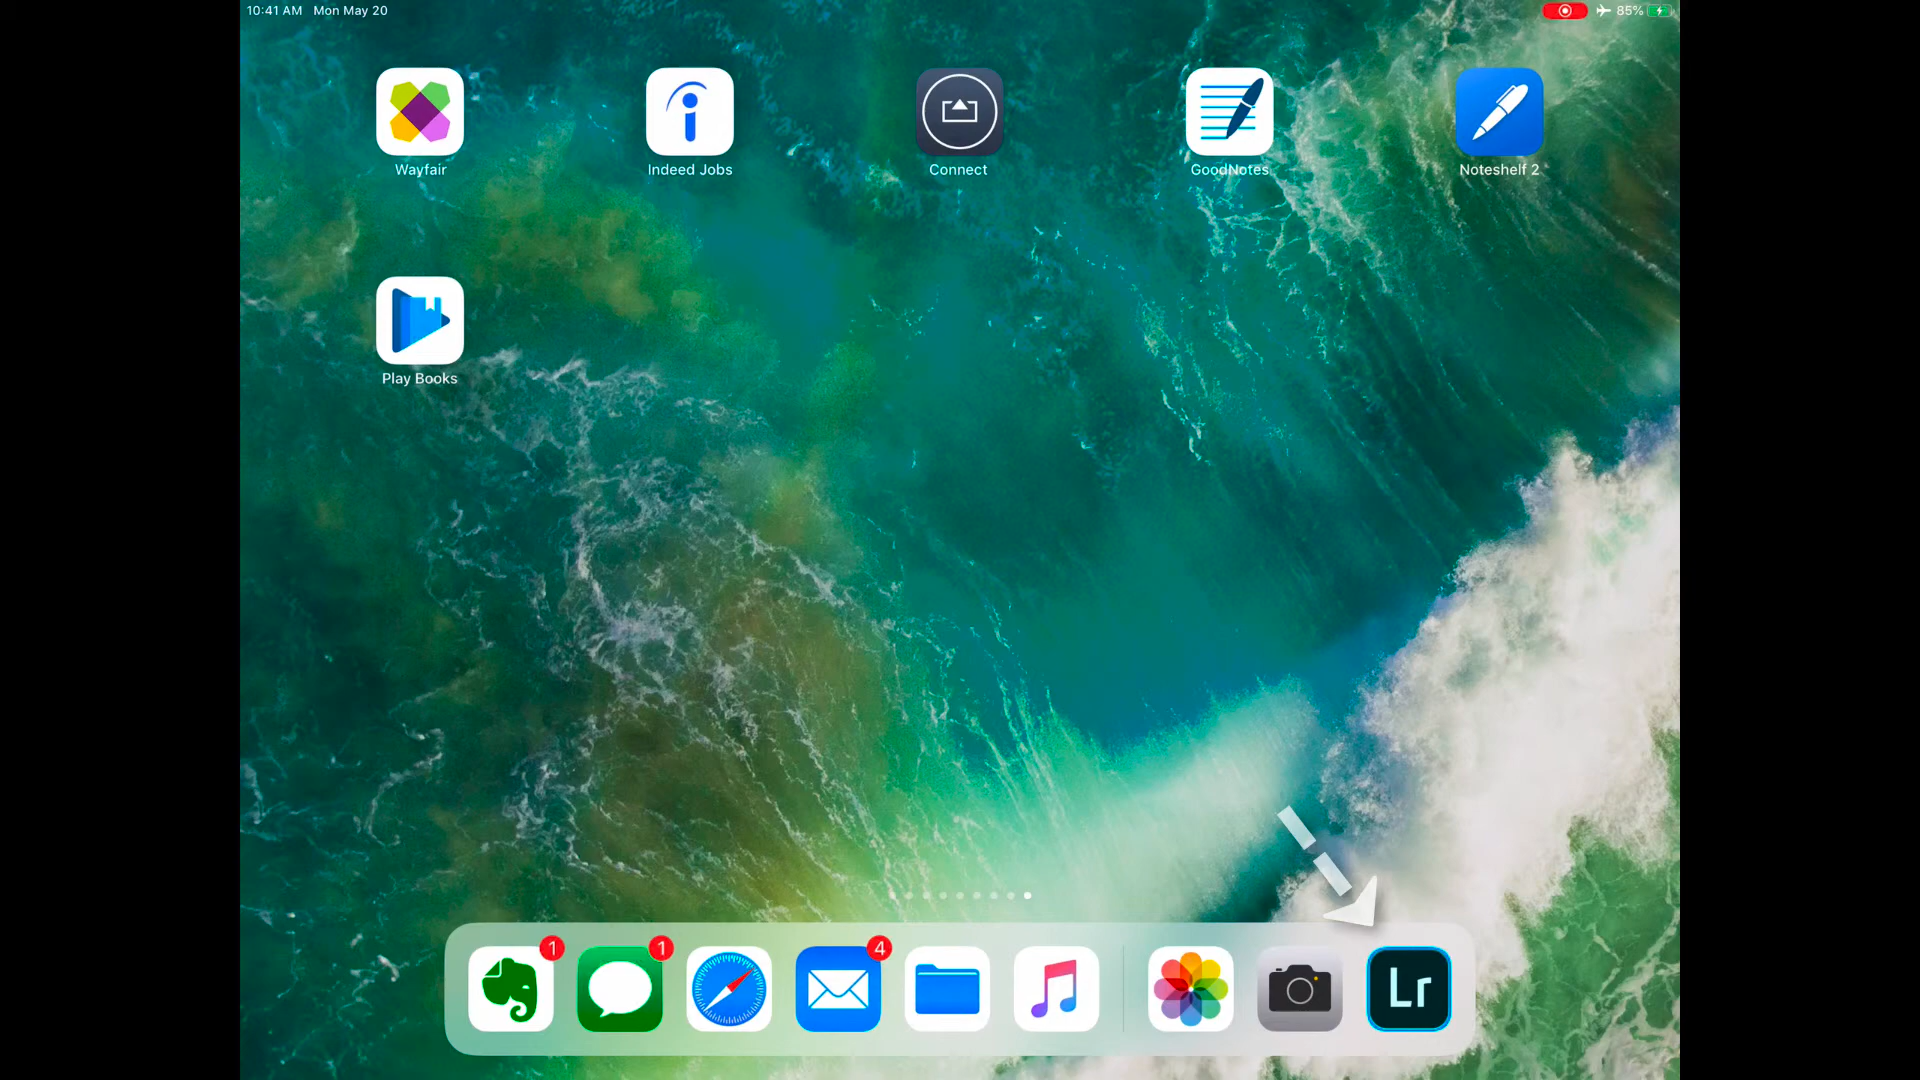 10:41 AM Mon May 20
85%
Wayfair
Indeed Jobs
Connect
GoodNotes
Noteshelf 2
Play Books
1
1
4
Lr